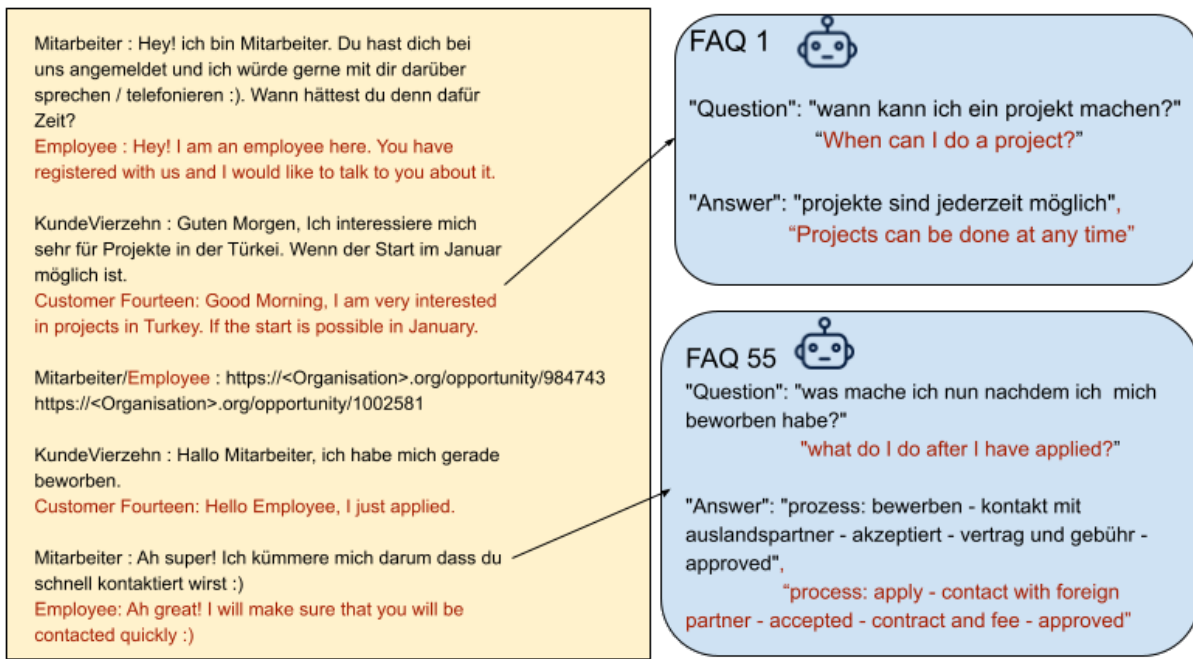 Mitarbeiter : Hey! ich bin Mitarbeiter. Du hast dich bei
uns angemeldet und ich würde gerne mit dir darüber
sprechen / telefonieren :). Wann hättest du denn dafür
Zeit?
Employee : Hey! I am an employee here. You have
registered with us and I would like to talk to you about it.
KundeVierzehn : Guten Morgen, Ich interessiere mich
sehr für Projekte in der Türkei. Wenn der Start im Januar
möglich ist.
Customer Fourteen: Good Morning, I am very interested
in projects in Turkey. If the start is possible in January.
Mitarbeiter/Employee : https://<Organisation>.org/opportunity/984743
https://<Organisation>.org/opportunity/1002581
KundeVierzehn : Hallo Mitarbeiter, ich habe mich gerade
beworben.
Customer Fourteen: Hello Employee, I just applied.
Mitarbeiter : Ah super! Ich kümmere mich darum dass du
schnell kontaktiert wirst :)
Employee: Ah great! I will make sure that you will be
contacted quickly :)
FAQ 1
"Question": "wann kann ich ein projekt machen?"
“When can I do a project?”
"Answer": "projekte sind jederzeit möglich",
“Projects can be done at any time”
FAQ 55
"Question": "was mache ich nun nachdem ich mich
beworben habe?"
"what do I do after I have applied?”
"Answer": "prozess: bewerben - kontakt mit
auslandspartner - akzeptiert - vertrag und gebühr -
approved",
“process: apply - contact with foreign
partner - accepted - contract and fee - approved”